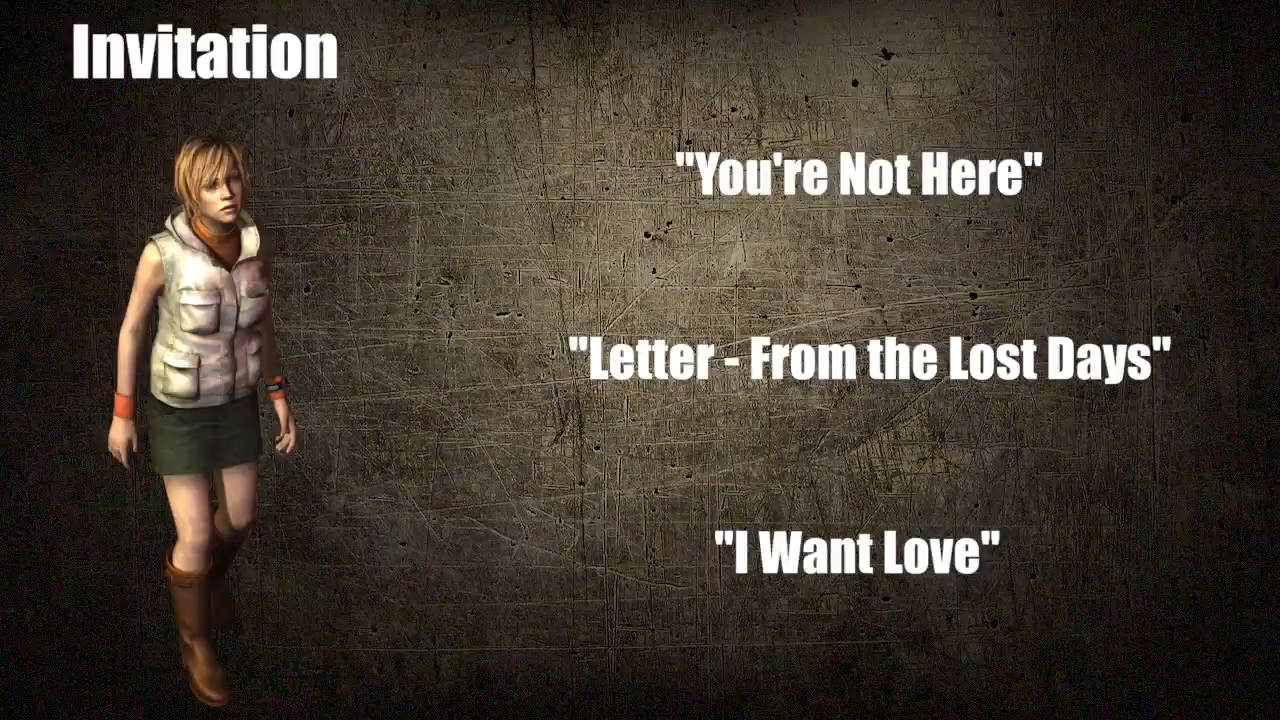 Invitation
"You're Not Here"
"Letter - From the Lost Days"
"I Want Love"